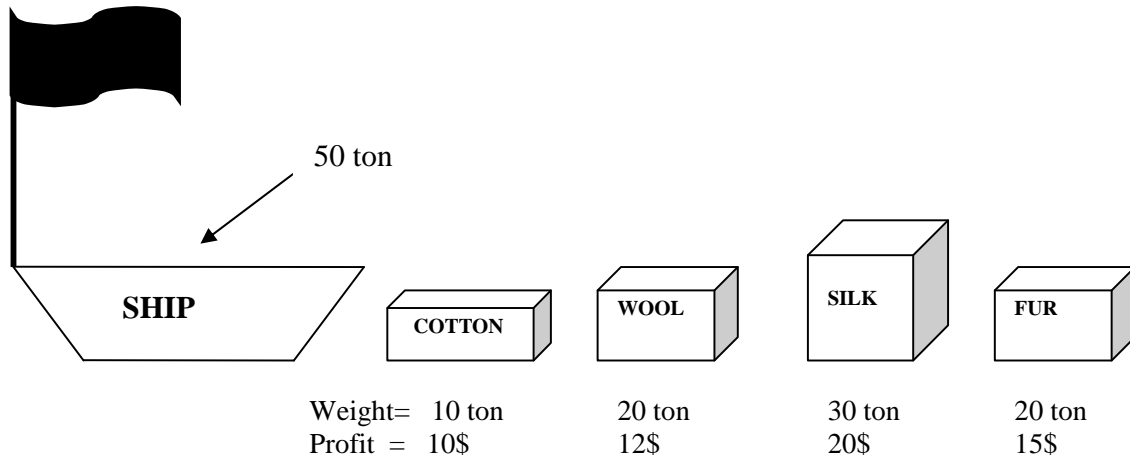 50 ton
SHIP
COTTON
WOOL
SILK
FUR
Weight= 10 ton 20 ton 30 ton 20 ton
Profit = 10$ 12$ 20$ 15$